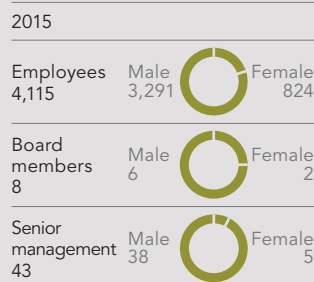 2015
Employees Male Female
4,115 3,291 824
Board Male Female
members 6 2
8
Senior Male Female
management 38 5
43